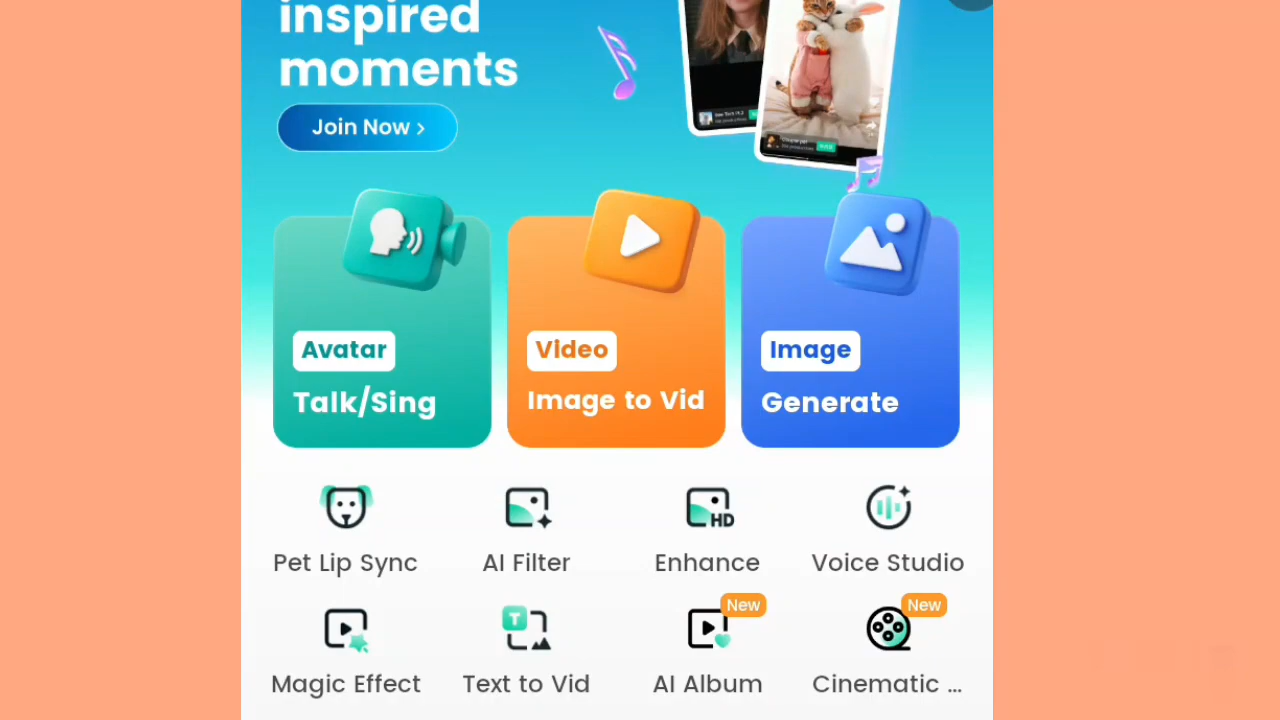 inspired
moments
Join Now >
Avatar
Talk/Sing
Video
Image to Vid
Image
Generate
Pet Lip Sync
AI Filter
HD
Enhance
Voice Studio
New
New
Magic Effect
T
Text to Vid
AI Album
Cinematic ...